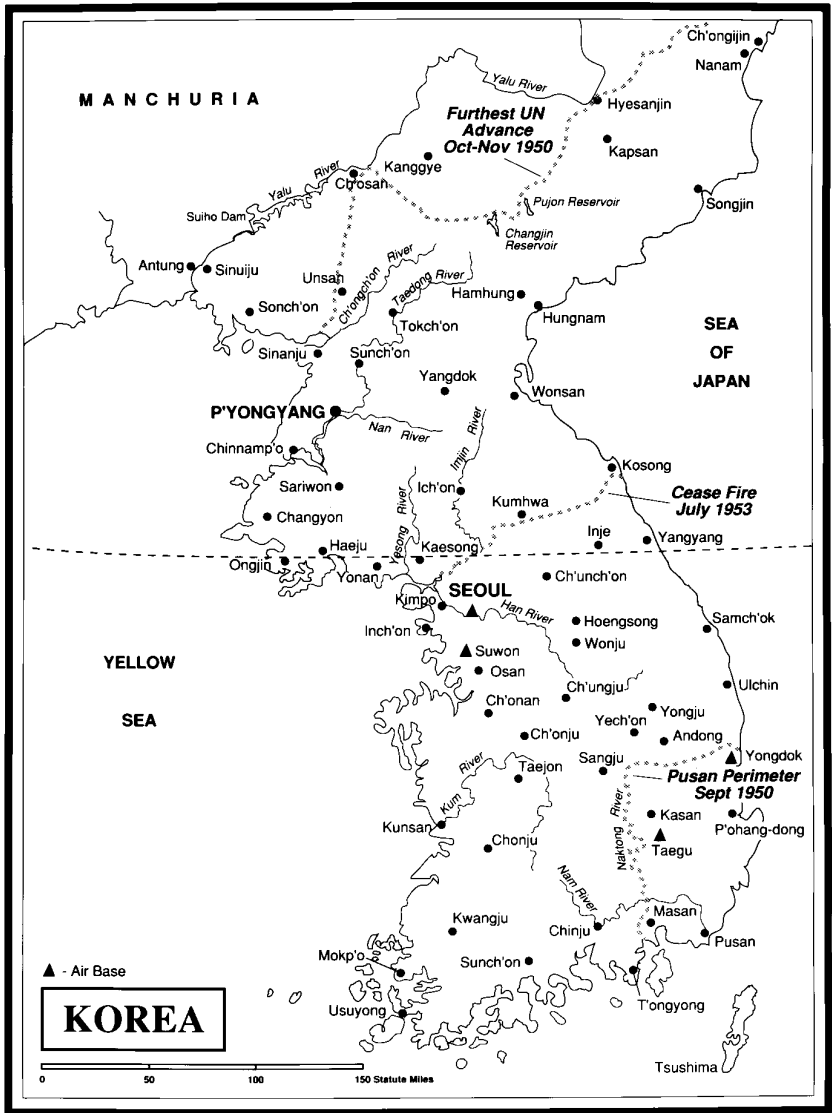 Ch'ongijin
Nanam
MANCHURIA
Yalu River
Hyesanjin
Furthest UN
Advance
Oct-Nov 1950
Kapsan
Kanggye
Yalu River
Ch'osan
Songjin
Pujon Reservoir
Suiho Dam
Changjin
Reservoir
Antung
Sinuiju
Unsan
Ch'ongch'on River
Taedong River
Hamhung
Sonch'on
Hungnam
Tokch'on
SEA
OF
JAPAN
Sinanju
Sunch'on
Yangdok
Wonsan
P'YONGYANG
Nan River
Imjin River
Chinnamp'o
Kosong
Sariwon
Ich'on
Cease Fire
July 1953
Changyon
Yesong River
Kumhwa
Inje
Yangyang
Haeju
Kaesong
Ongjin
Yonan
Ch'unch'on
SEOUL
Kimpo
Han River
Hoengsong
Samch'ok
Inch'on
Wonju
YELLOW
SEA
Suwon
Osan
Ulchin
Ch'ungju
Ch'onan
Yongju
Yech'on
Andong
Ch'onju
Yongdok
Sangju
Kum River
Taejon
Pusan Perimeter
Sept 1950
Naktong River
Kasan
P'ohang-dong
Kunsan
Taegu
Chonju
Nam River
Masan
Kwangju
Chinju
Pusan
Mokp'o
Sunch'on
▲ - Air Base
T'ongyong
KOREA
Usuyong
Tsushima
0 50 100 150 Statute Miles